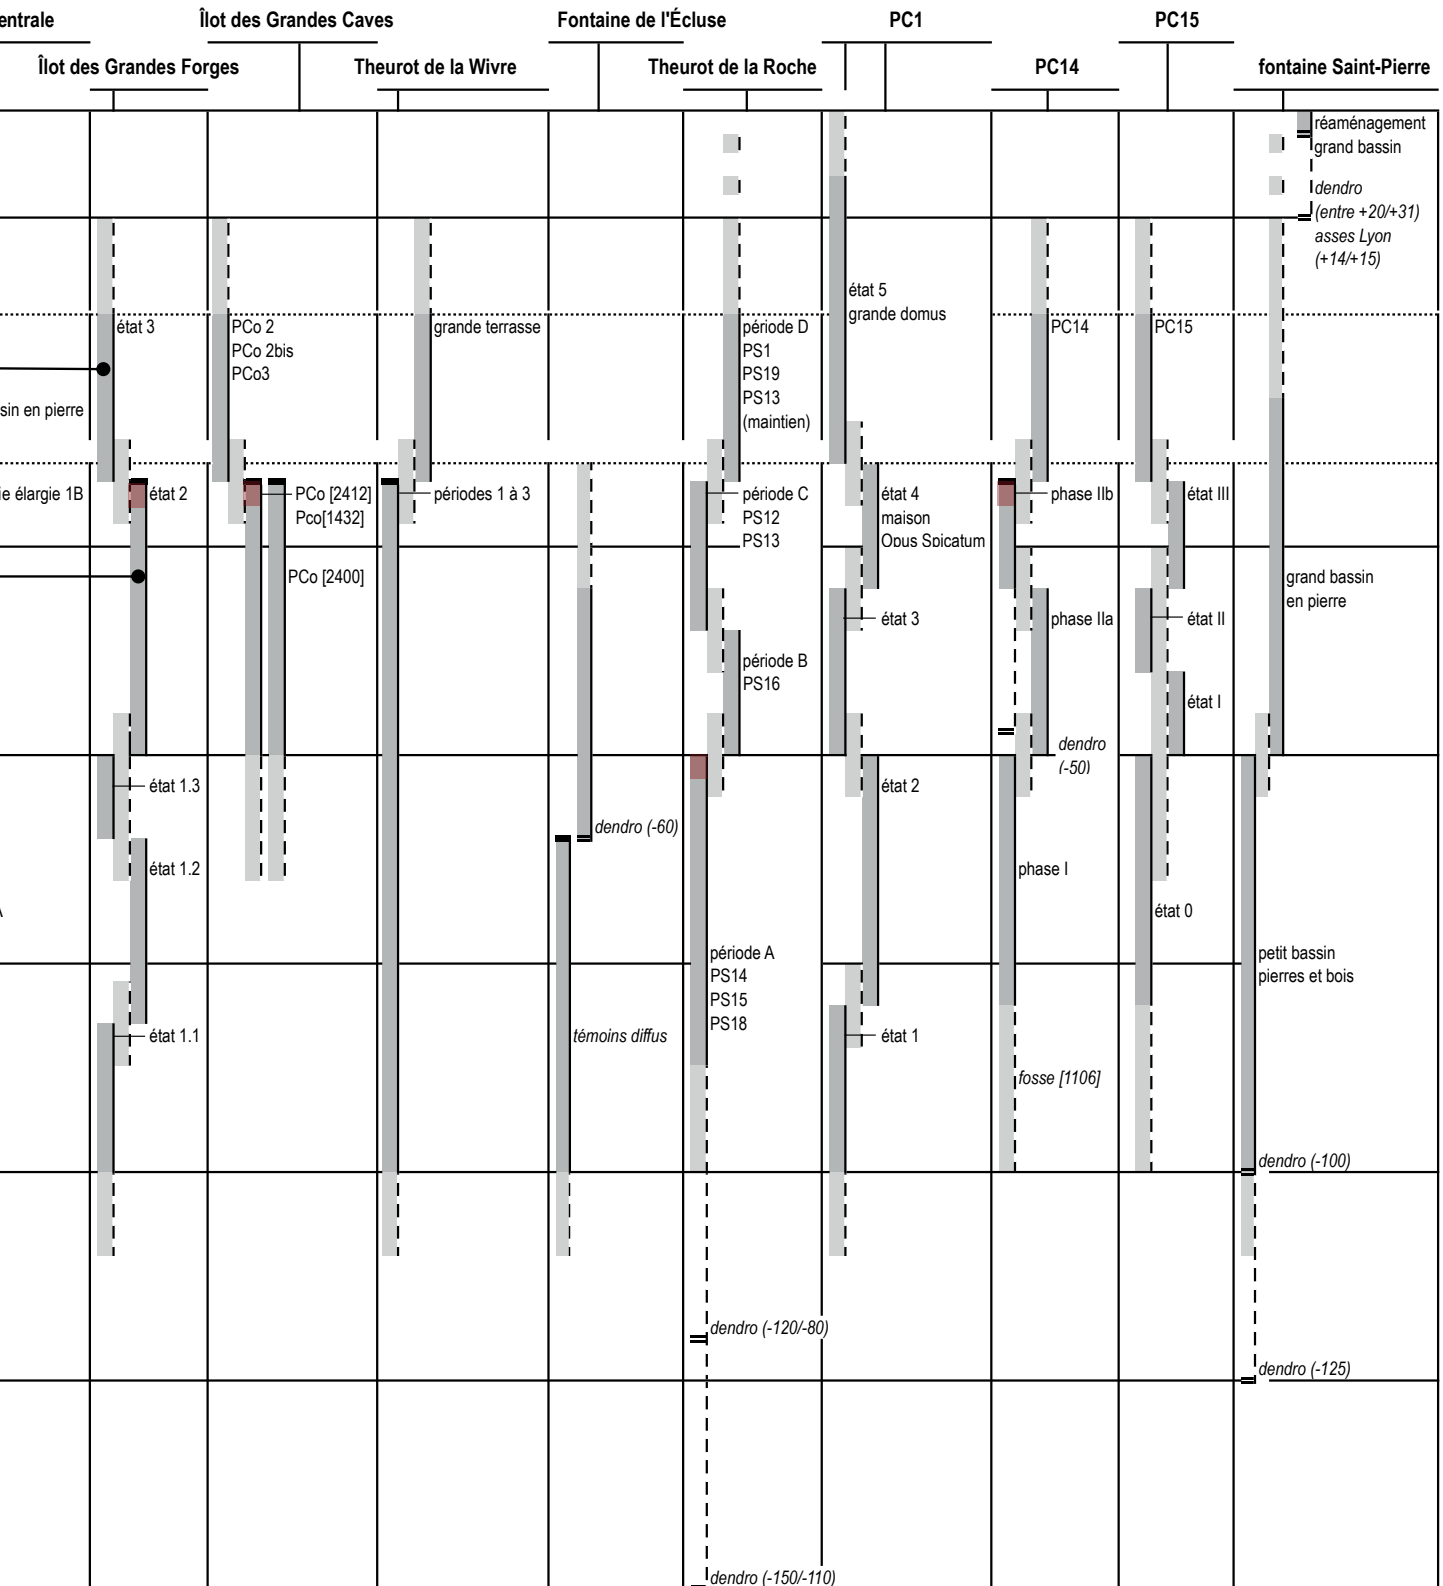 entrale
Îlot des Grandes Caves
Fontaine de l'Écluse
PC1
PC15
Îlot des Grandes Forges
Theurot de la Wivre
Theurot de la Roche
PC14
fontaine Saint-Pierre
réaménagement
grand bassin
dendro
(entre +20/+31)
asses Lyon
(+14/+15)
état 5
grande domus
état 3
PCo 2
PCo 2bis
PCo3
grande terrasse
période D
PS1
PS19
PS13
(maintien)
PC14
PC15
sin en pierre
ie élargie 1B
état 2
PCo [2412]
Pco[1432]
périodes 1 à 3
période C
PS12
PS13
état 4
maison
Opus Spicatum
phase IIb
état III
PCo [2400]
grand bassin
en pierre
état 3
phase IIa
état II
période B
PS16
état I
dendro
(-50)
état 1.3
état 2
dendro (-60)
état 1.2
phase I
A
état 0
période A
PS14
PS15
PS18
petit bassin
pierres et bois
état 1.1
témoins diffus
état 1
fosse [1106]
dendro (-100)
dendro (-120/-80)
dendro (-125)
dendro (-150/-110)